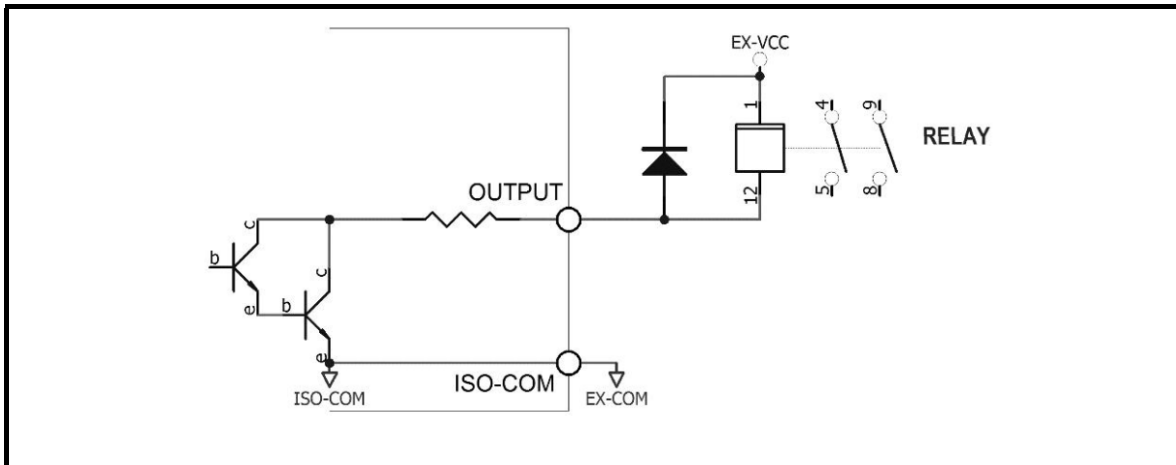 EX-VCC
1
4
9
RELAY
12
5
8
OUTPUT
c
b
c
e
b
e
ISO-COM
ISO-COM
EX-COM